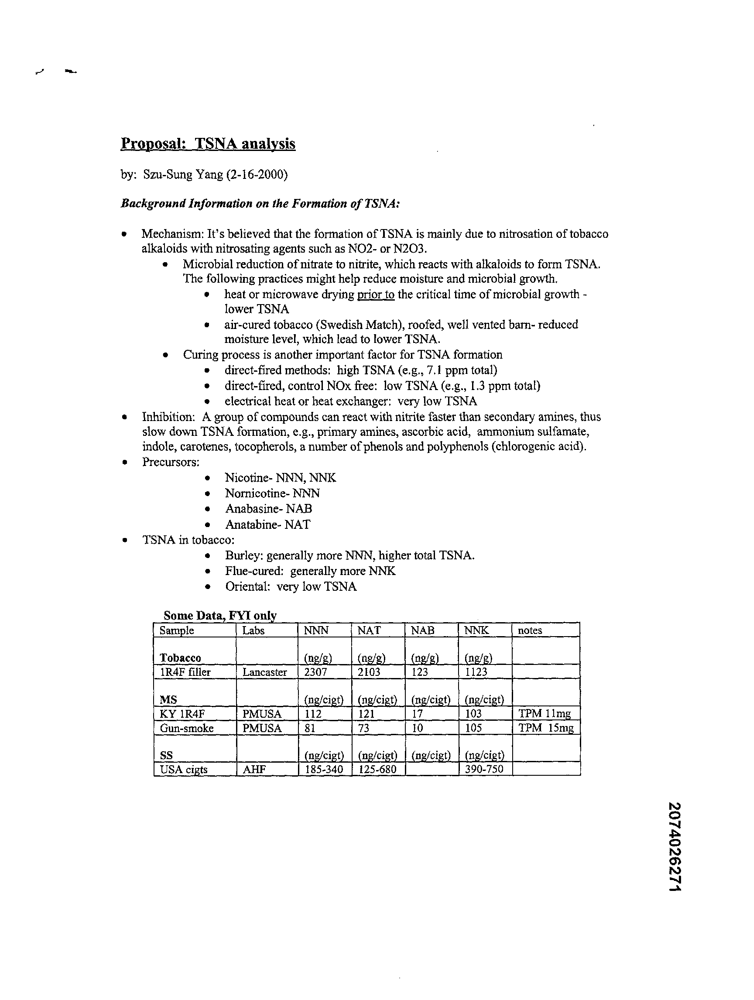 Proposal: TSNA analysis
by: Szu-Sung Yang (2-16-2000)
Background Information on the Formation of TSNA:
• Mechanism: It's believed that the formation of TSNA is mainly due to nitrosation of tobacco
alkaloids with nitrosating agents such as NO2- or N2O3.
• Microbial reduction of nitrate to nitrite, which reacts with alkaloids to form TSNA.
The following practices might help reduce moisture and microbial growth.
• heat or microwave drying prior to the critical time of microbial growth -
lower TSNA
• air-cured tobacco (Swedish Match), roofed, well vented barn- reduced
moisture level, which lead to lower TSNA.
• Curing process is another important factor for TSNA formation
• direct-fired methods: high TSNA (e.g., 7.1 ppm total)
• direct-fired, control NOx free: low TSNA (e.g., 1.3 ppm total)
• electrical heat or heat exchanger: very low TSNA
• Inhibition: A group of compounds can react with nitrite faster than secondary amines, thus
slow down TSNA formation, e.g., primary amines, ascorbic acid, ammonium sulfamate,
indole, carotenes, tocopherols, a number of phenols and polyphenols (chlorogenic acid).
• Precursors:
• Nicotine- NNN, NNK
• Nornicotine- NNN
• Anabasine- NAB
• Anatabine- NAT
• TSNA in tobacco:
• Burley: generally more NNN, higher total TSNA.
• Flue-cured: generally more NNK
• Oriental: very low TSNA
Some Data, FYI only
Sample Labs NNN NAT NAB NNK notes
Tobacco (ng/g) (ng/g) (ng/g) (ng/g)
1R4F filler Lancaster 2307 2103 123 1123
MS (ng/cigt) (ng/cigt) (ng/cigt) (ng/cigt)
KY 1R4F PMUSA 112 121 17 103 TPM 11mg
Gun-smoke PMUSA 81 73 10 105 TPM 15mg
SS (ng/cigt) (ng/cigt) (ng/cigt) (ng/cigt)
USA cigts AHF 185-340 125-680 390-750
2074026271